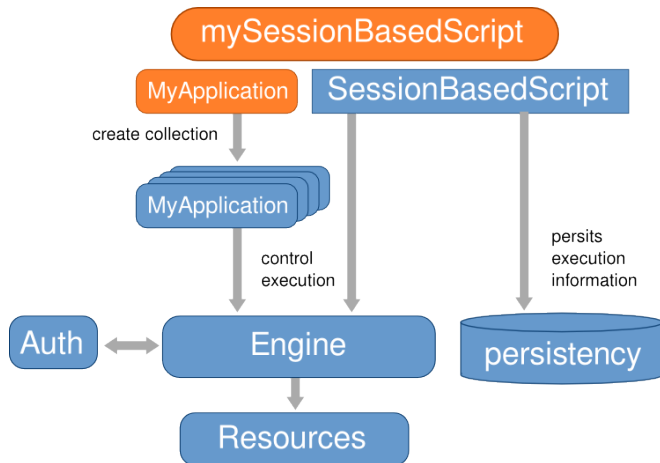 mySessionBasedScript
MyApplication
SessionBasedScript
create collection
MyApplication
control
execution
persits
execution
information
Auth
Engine
persistency
Resources